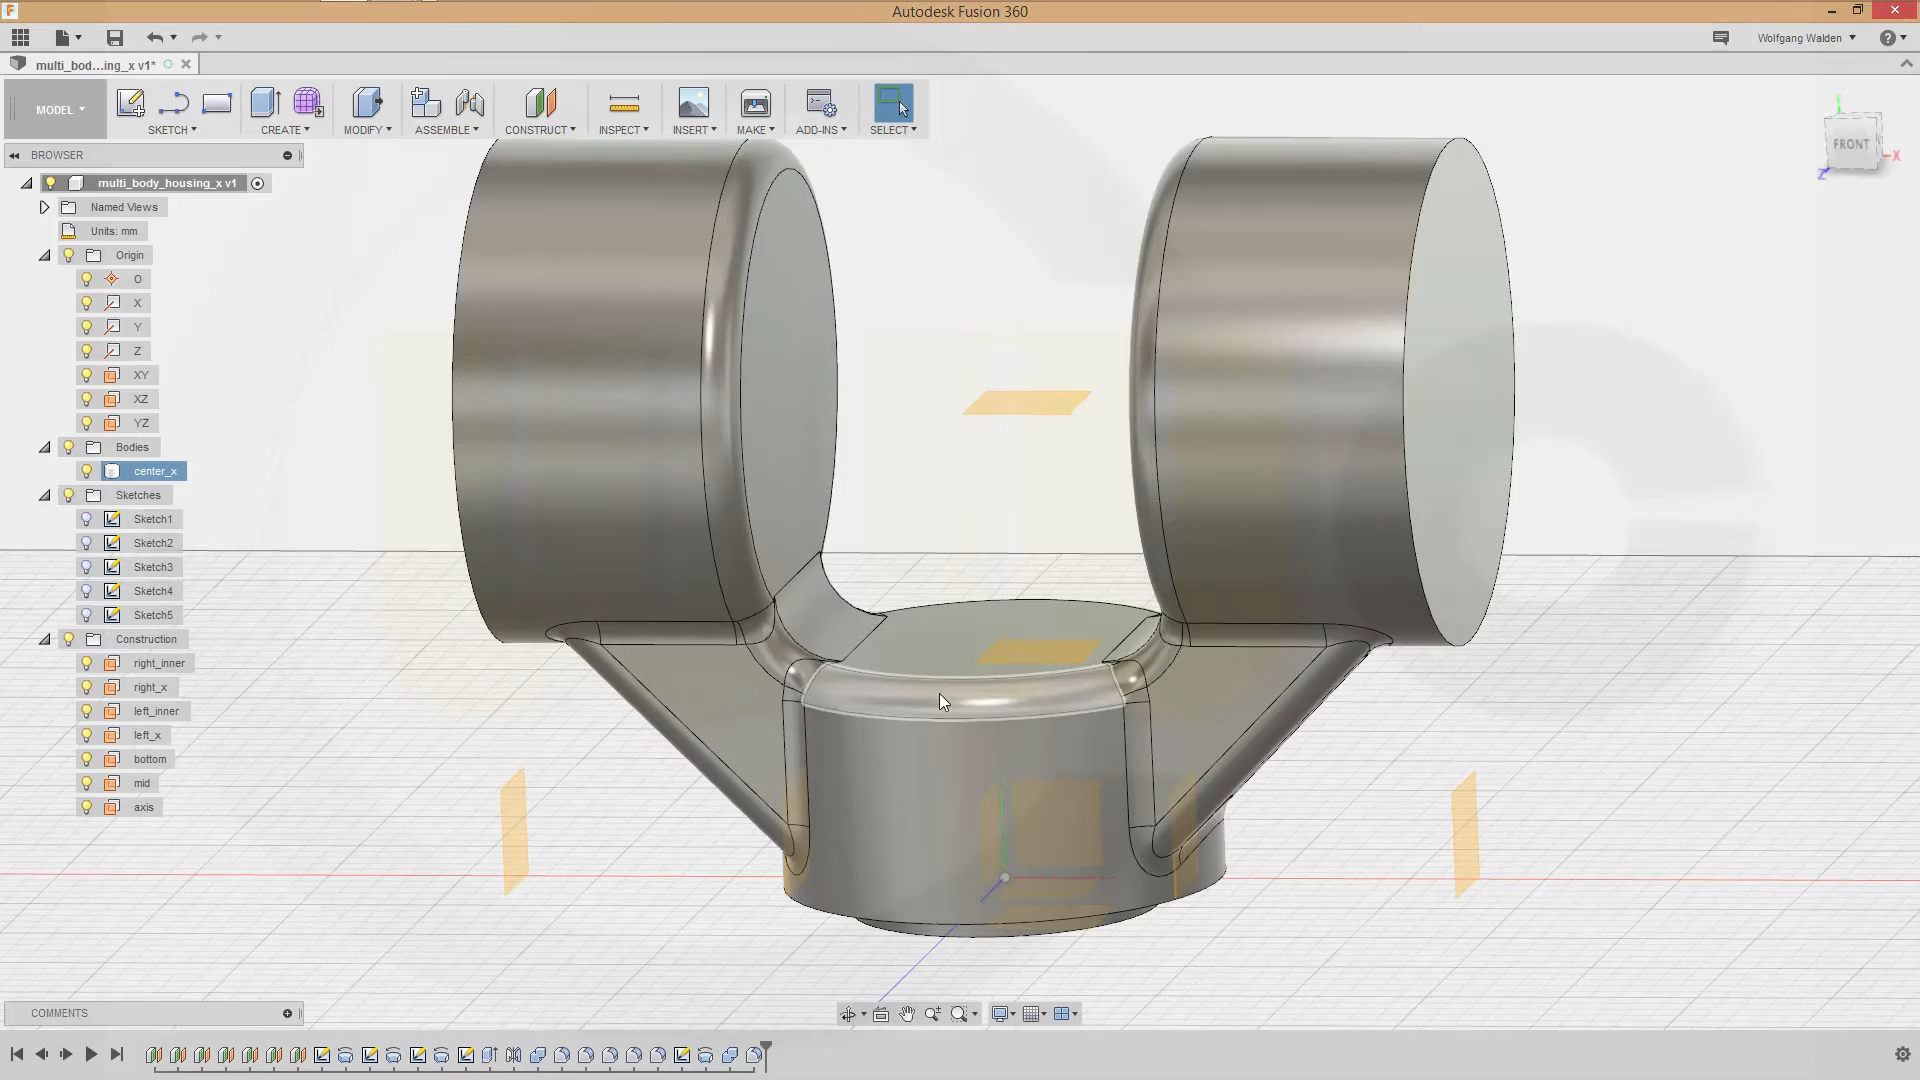 Autodesk Fusion 360
Wolfgang Walden
multi_bod...ing_x v1*
MODEL
SKETCH
CREATE
MODIFY
ASSEMBLE
CONSTRUCT
INSPECT
INSERT
MAKE
ADD-INS
SELECT
BROWSER
multi_body_housing_x v1
Named Views
Units: mm
Origin
O
X
Y
Z
XY
XZ
YZ
Bodies
center_x
Sketches
Sketch1
Sketch2
Sketch3
Sketch4
Sketch5
Construction
right_inner
right_x
left_inner
left_x
bottom
mid
axis
Y
FRONT
X
Z
COMMENTS